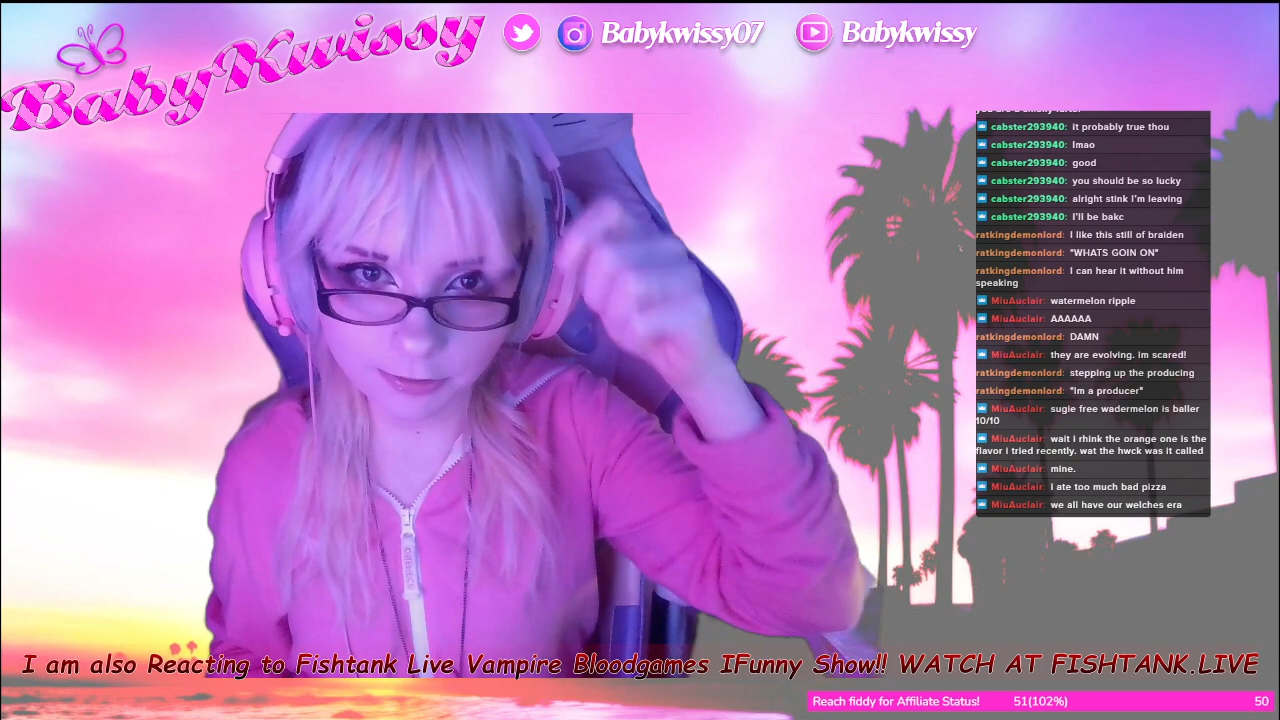 BabyKwissy
Babykwissy07
Babykwissy
cabster293940: it probably true thou
cabster293940: lmao
cabster293940: good
cabster293940: you should be so lucky
cabster293940: alright stink I'm leaving
cabster293940: I'll be bakc
ratkingdemonlord: I like this still of braiden
ratkingdemonlord: "WHATS GOIN ON"
ratkingdemonlord: I can hear it without him
speaking
MiuAuclair: watermelon ripple
MiuAuclair: AAAAAA
ratkingdemonlord: DAMN
MiuAuclair: they are evolving. im scared!
ratkingdemonlord: stepping up the producing
ratkingdemonlord: "Im a producer"
MiuAuclair: sugie free wadermelon is baller
10/10
MiuAuclair: wait i rhink the orange one is the
flavor i tried recently. wat the hwck was it called
MiuAuclair: mine.
MiuAuclair: i ate too much bad pizza
MiuAuclair: we all have our welches era
I am also Reacting to Fishtank Live Vampire Bloodgames IFunny Show!! WATCH AT FISHTANK.LIVE
Reach fiddy for Affiliate Status! 51(102%) 50